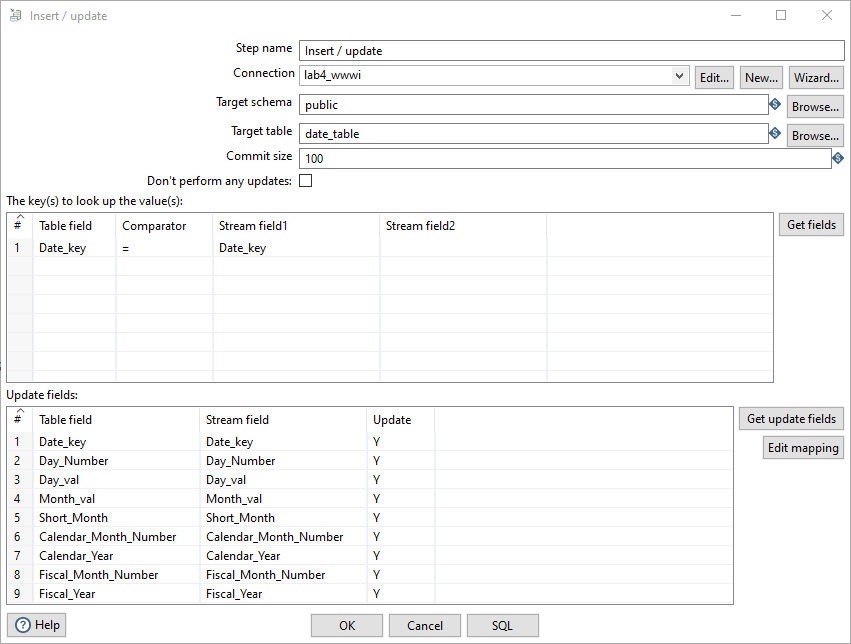 Insert / update
Step name Insert / update
Connection lab4_wwwi Edit... New... Wizard...
Target schema public Browse...
Target table date_table Browse...
Commit size 100
Don't perform any updates:
The key(s) to look up the value(s):
# Table field Comparator Stream field1 Stream field2 Get fields
1 Date_key = Date_key
Update fields:
# Table field Stream field Update Get update fields
1 Date_key Date_key Y Edit mapping
2 Day_Number Day_Number Y
3 Day_val Day_val Y
4 Month_val Month_val Y
5 Short_Month Short_Month Y
6 Calendar_Month_Number Calendar_Month_Number Y
7 Calendar_Year Calendar_Year Y
8 Fiscal_Month_Number Fiscal_Month_Number Y
9 Fiscal_Year Fiscal_Year Y
? Help OK Cancel SQL